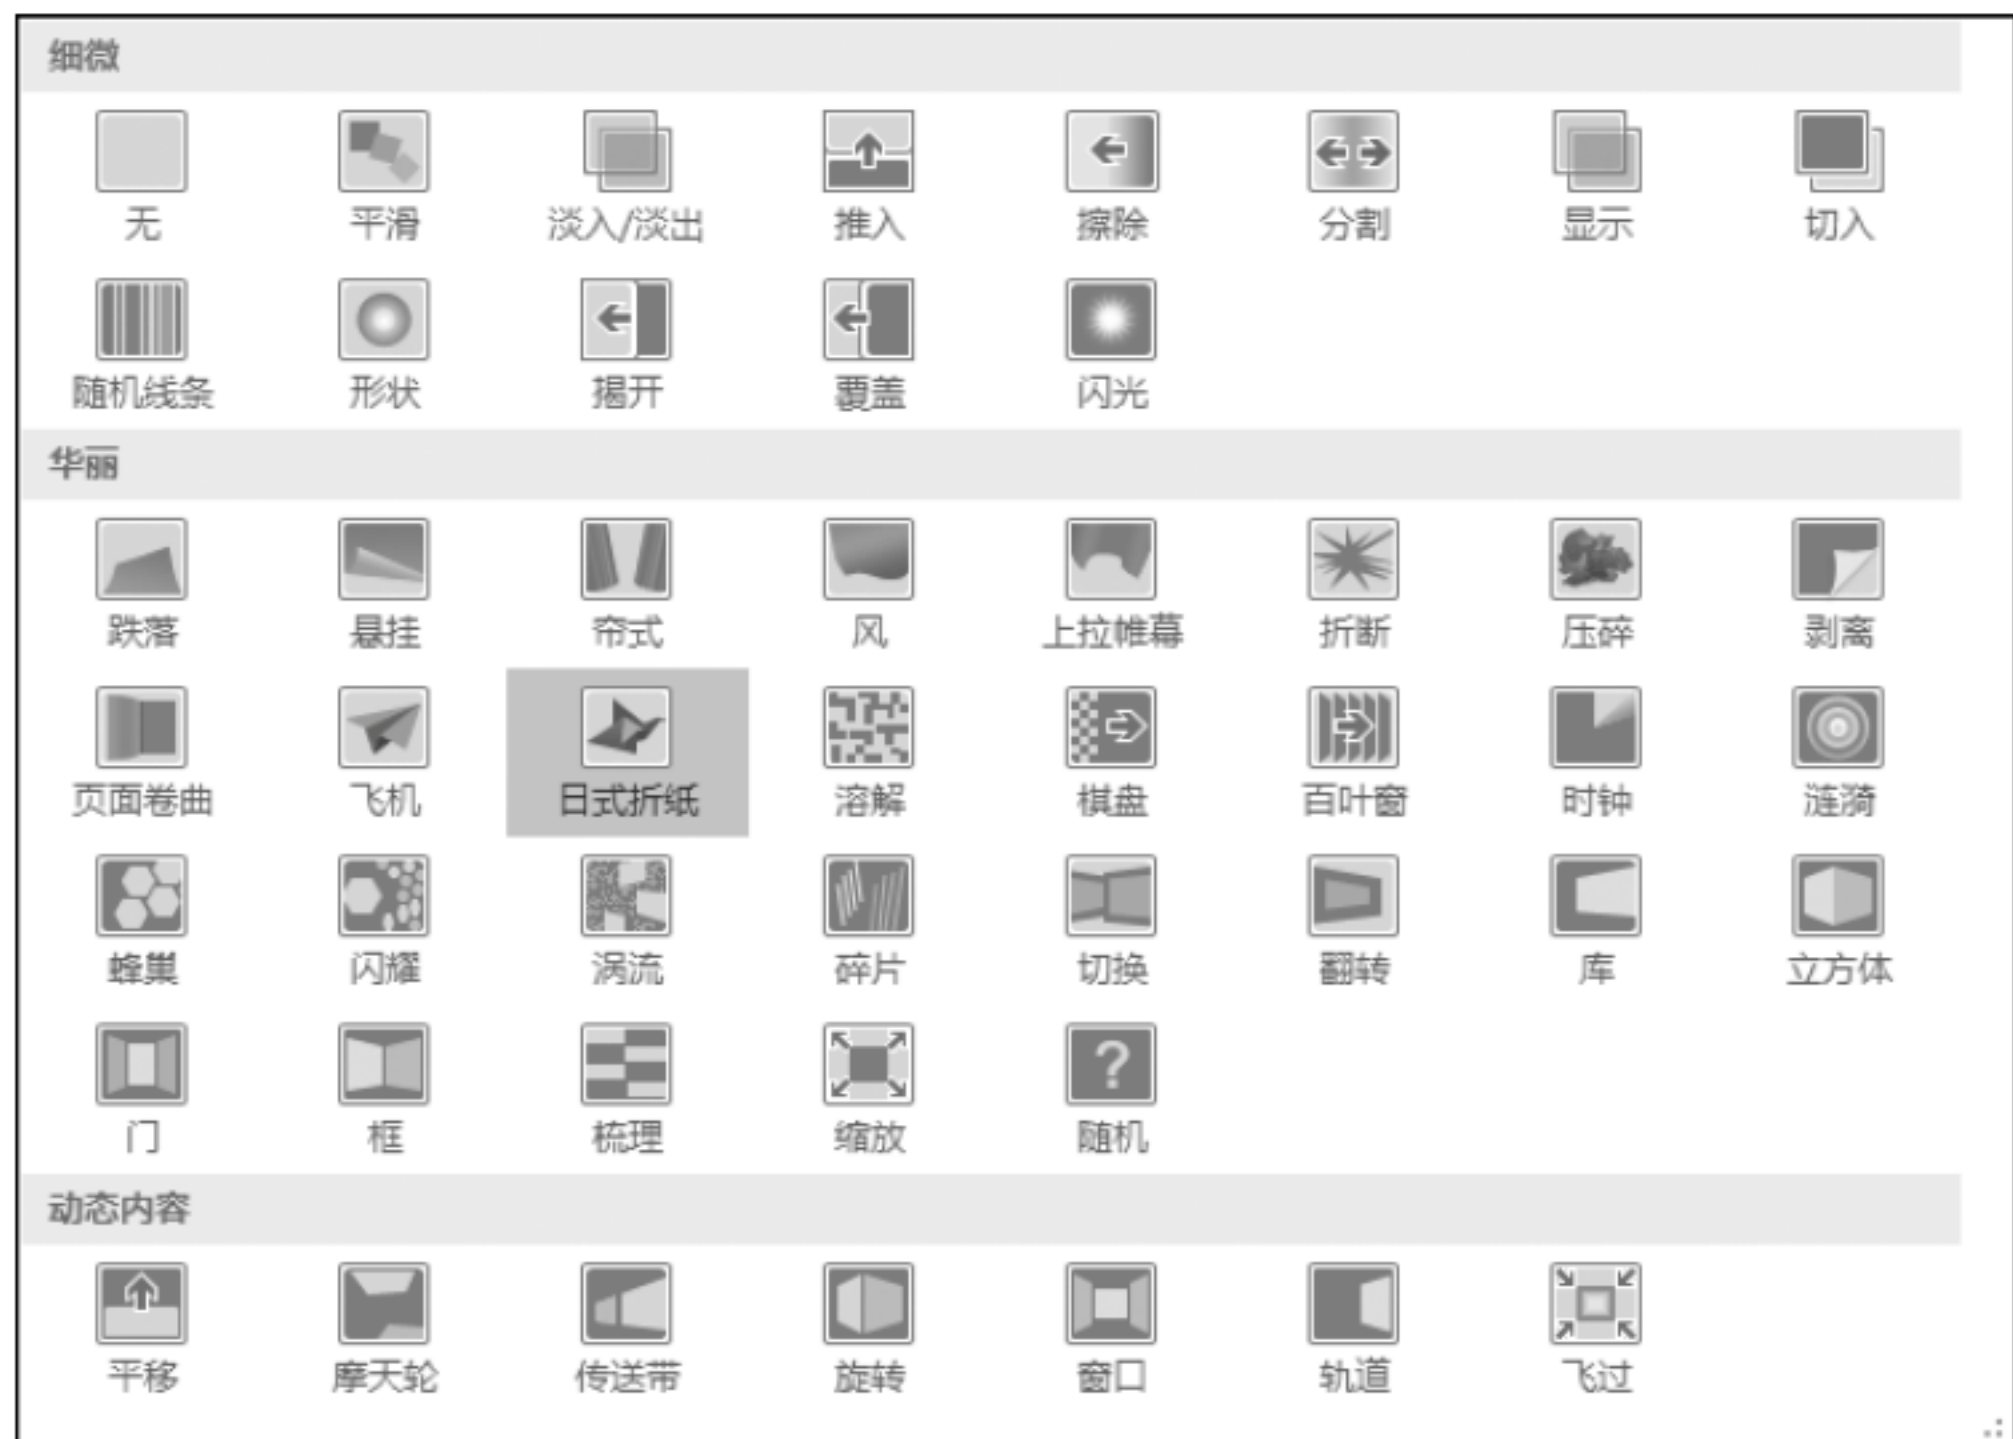 细微
无 平滑 淡入/淡出 推入 擦除 分割 显示 切入
随机线条 形状 揭开 覆盖 闪光
华丽
跌落 悬挂 帘式 风 上拉帷幕 折断 压碎 剥离
页面卷曲 飞机 日式折纸 溶解 棋盘 百叶窗 时钟 涟漪
蜂巢 闪耀 涡流 碎片 切换 翻转 库 立方体
门 框 梳理 缩放 ? 随机
动态内容
平移 摩天轮 传送带 旋转 窗口 轨道 飞过